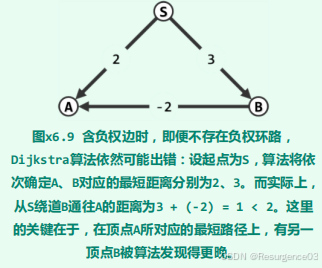 S
2
3
A
-2
B
图x6.9 含负权边时，即便不存在负权环路，
Dijkstra算法依然可能出错：设起点为S，算法将依
次确定A、B对应的最短距离分别为2、3。而实际上，
从S绕道B通往A的距离为3 + (-2) = 1 < 2。这里
的关键在于，在顶点A所对应的最短路径上，有另一
顶点B被算法发现得更晚。
CSDN @Resurgence03